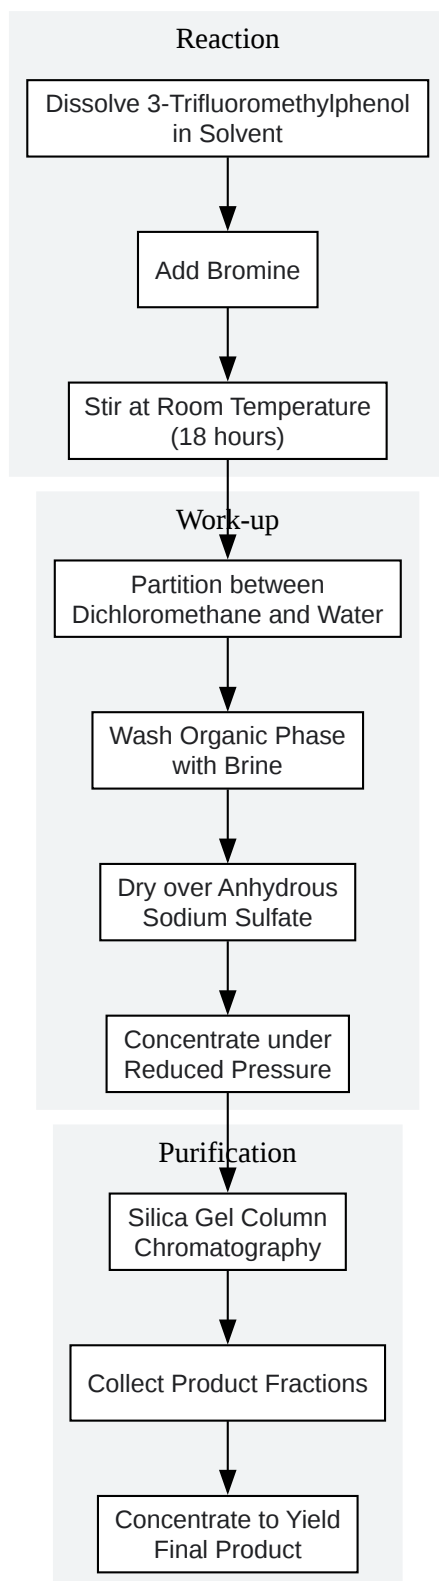 Reaction
Dissolve 3-Trifluoromethylphenol
in Solvent
Add Bromine
Stir at Room Temperature
(18 hours)
Work-up
Partition between
Dichloromethane and Water
Wash Organic Phase
with Brine
Dry over Anhydrous
Sodium Sulfate
Concentrate under
Reduced Pressure
Purification
Silica Gel Column
Chromatography
Collect Product Fractions
Concentrate to Yield
Final Product